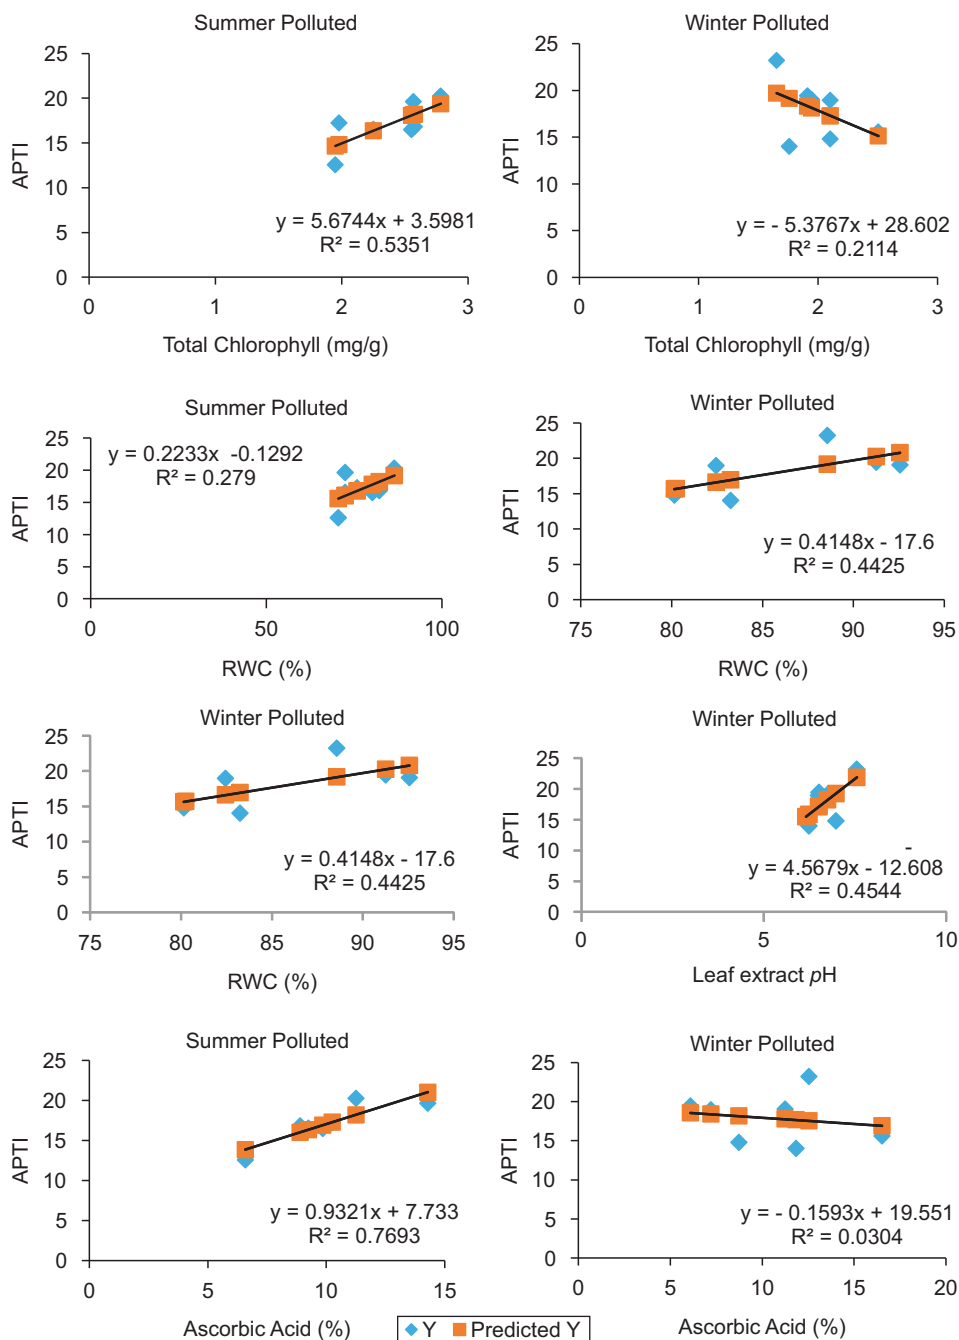 Summer Polluted
25
20
15
10
5
0
APTI
y = 5.6744x + 3.5981
R² = 0.5351
0 1 2 3
Total Chlorophyll (mg/g)
Winter Polluted
25
20
15
10
5
0
APTI
y = - 5.3767x + 28.602
R² = 0.2114
0 1 2 3
Total Chlorophyll (mg/g)
Summer Polluted
25
20
15
10
5
0
APTI
y = 0.2233x -0.1292
R² = 0.279
0 50 100
RWC (%)
Winter Polluted
25
20
15
10
5
0
APTI
y = 0.4148x - 17.6
R² = 0.4425
75 80 85 90 95
RWC (%)
Winter Polluted
25
20
15
10
5
0
APTI
y = 0.4148x - 17.6
R² = 0.4425
75 80 85 90 95
RWC (%)
Winter Polluted
25
20
15
10
5
0
APTI
-
y = 4.5679x - 12.608
R² = 0.4544
0 5 10
Leaf extract pH
Summer Polluted
25
20
15
10
5
0
APTI
y = 0.9321x + 7.733
R² = 0.7693
0 5 10 15
Ascorbic Acid (%)
Winter Polluted
25
20
15
10
5
0
APTI
y = - 0.1593x + 19.551
R² = 0.0304
0 5 10 15 20
Ascorbic Acid (%)
Y Predicted Y